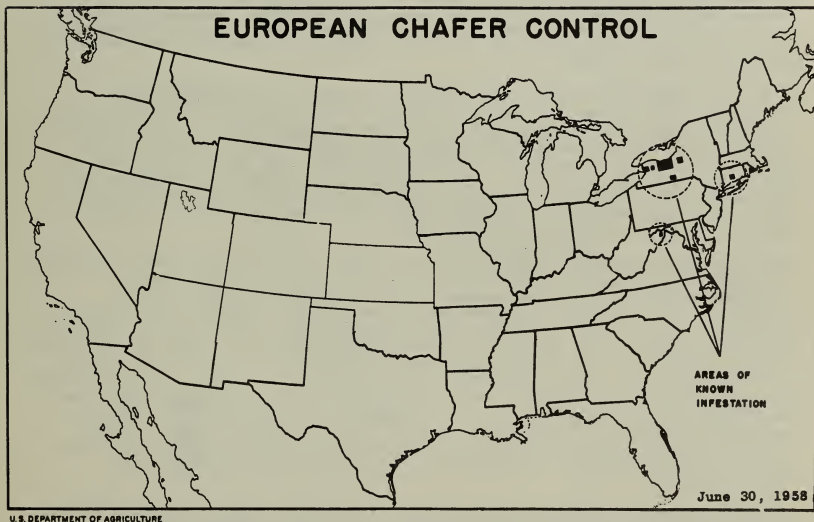 EUROPEAN CHAFER CONTROL
AREAS OF
KNOWN
INFESTATION
June 30, 1958
U.S. DEPARTMENT OF AGRICULTURE